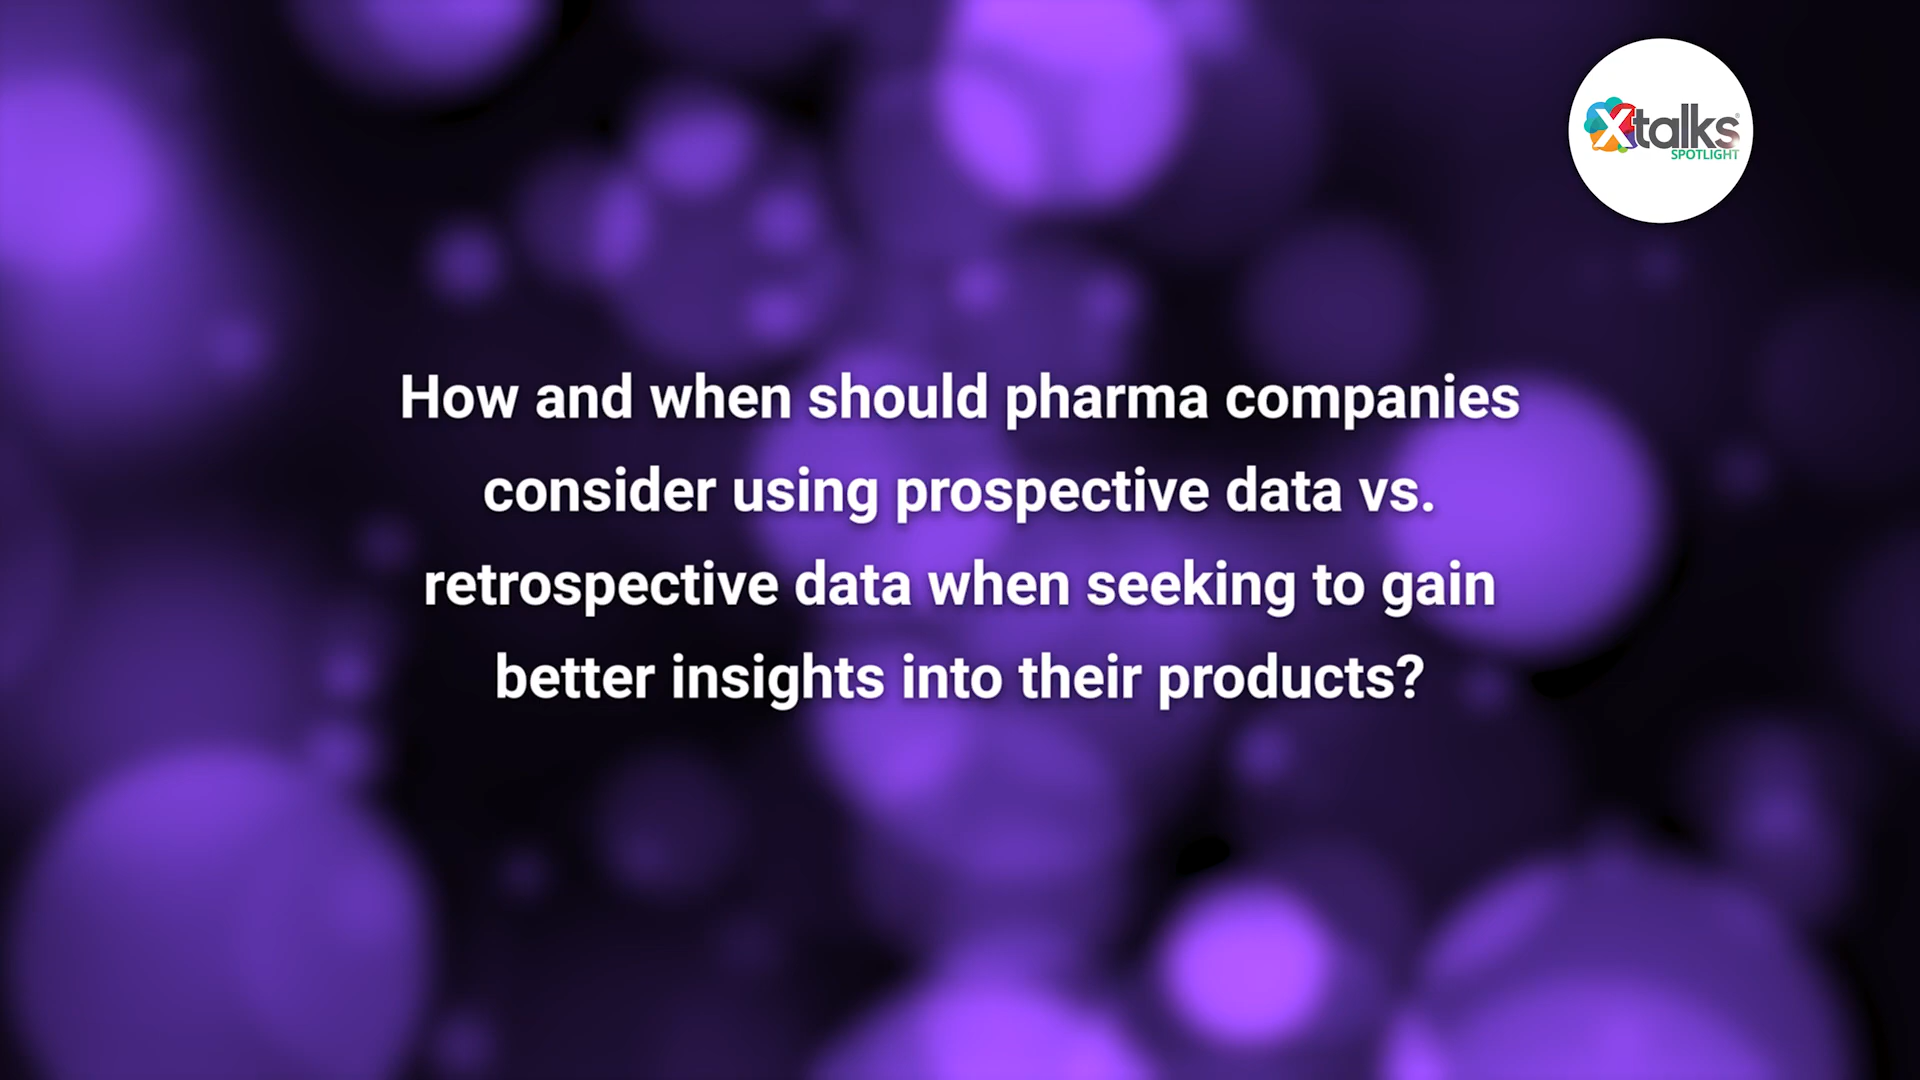 Xtalks
SPOTLIGHT
How and when should pharma companies
consider using prospective data vs.
retrospective data when seeking to gain
better insights into their products?